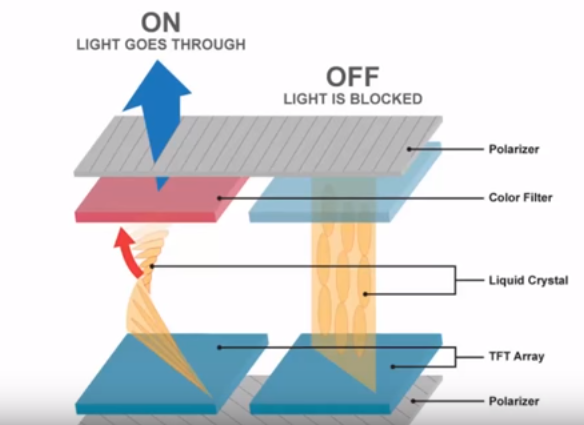 ON
LIGHT GOES THROUGH
OFF
LIGHT IS BLOCKED
Polarizer
Color Filter
Liquid Crystal
TFT Array
Polarizer